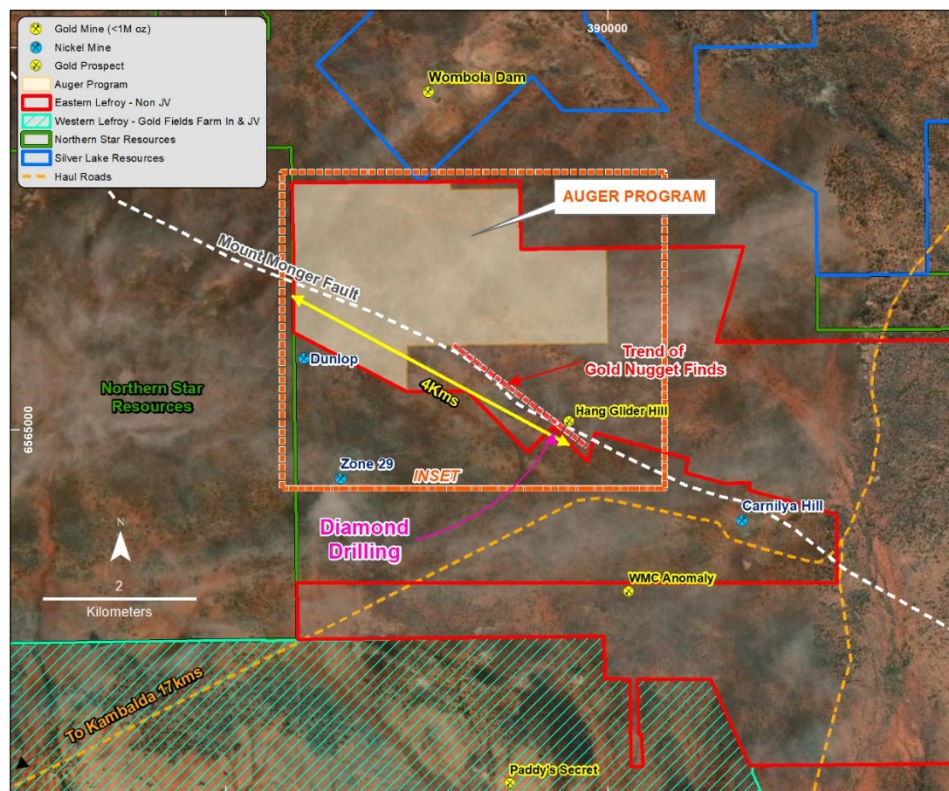 Gold Mine (<1M oz)
Nickel Mine
Gold Prospect
Auger Program
Eastern Lefroy - Non JV
Western Lefroy - Gold Fields Farm In & JV
Northern Star Resources
Silver Lake Resources
Haul Roads
390000
Wombola Dam
AUGER PROGRAM
Mount Monger Fault
Dunlop
Trend of
Gold Nugget Finds
4Kms
Northern Star
Resources
Hang Glider Hill
6565000
Zone 29
INSET
Carnilya Hill
Diamond
Drilling
N
2
Kilometers
WMC Anomaly
To Kambalda 17kms
Paddy's Secret